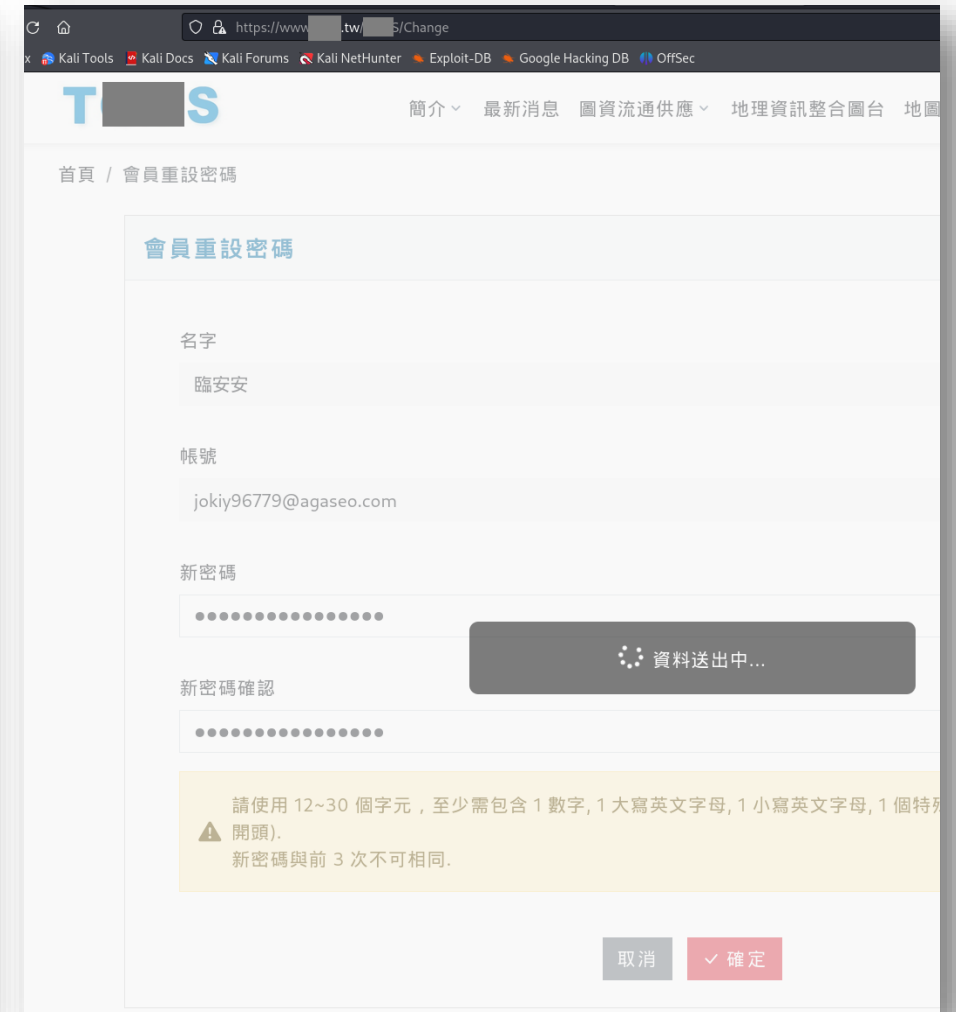 https://www .tw/ S/Change
x Kali Tools Kali Docs Kali Forums Kali NetHunter Exploit-DB Google Hacking DB OffSec
T S 簡介 最新消息 圖資流通供應 地理資訊整合圖台 地圖
首頁 / 會員重設密碼
會員重設密碼
名字
臨安安
帳號
jokiy96779@agaseo.com
新密碼
●●●●●●●●●●●●●●●●
資料送出中...
新密碼確認
●●●●●●●●●●●●●●●●
請使用 12~30 個字元 , 至少需包含 1 數字, 1 大寫英文字母, 1 小寫英文字母, 1 個特
開頭).
新密碼與前 3 次不可相同.
取消 確定